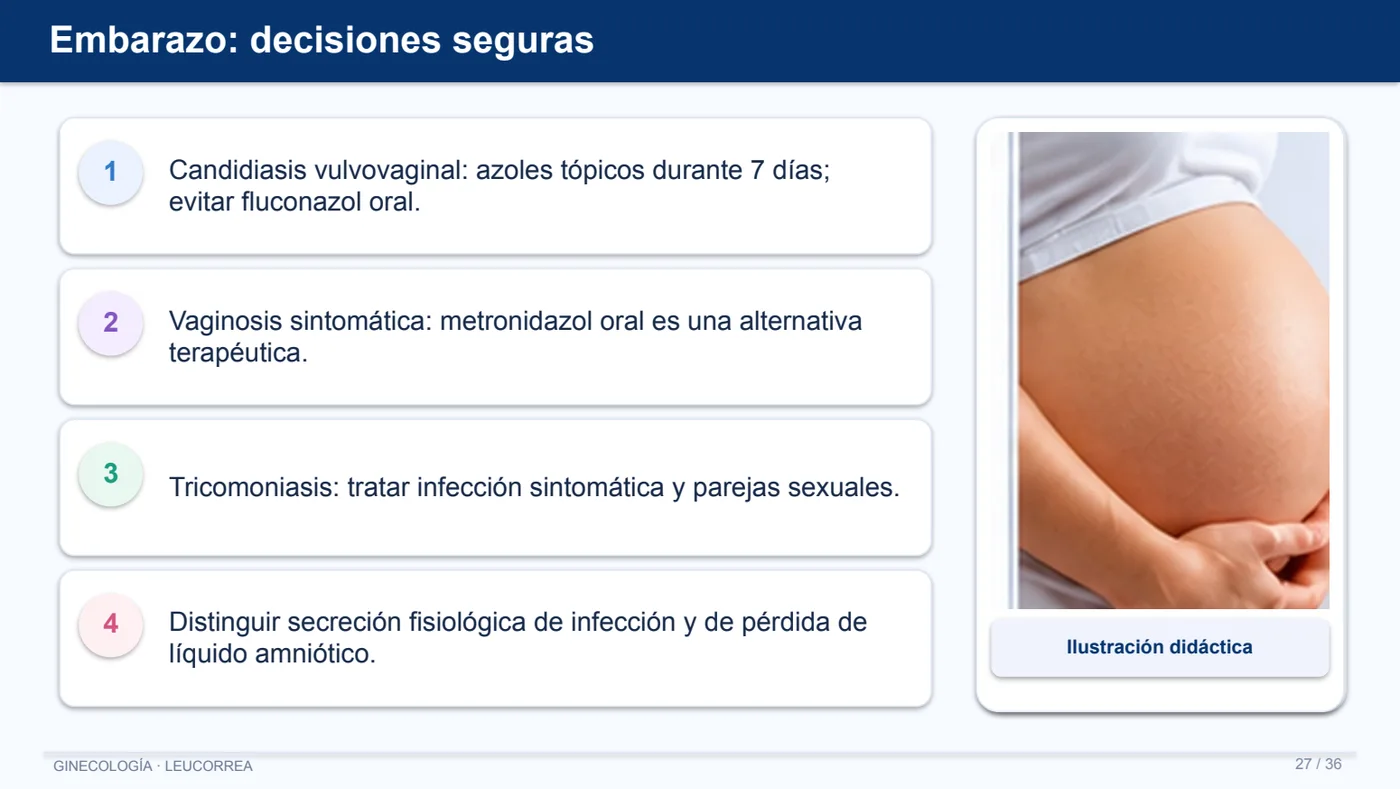 Embarazo: decisiones seguras
1
Candidiasis vulvovaginal: azoles tópicos durante 7 días;
evitar fluconazol oral.
2
Vaginosis sintomática: metronidazol oral es una alternativa
terapéutica.
3
Tricomoniasis: tratar infección sintomática y parejas sexuales.
4
Distinguir secreción fisiológica de infección y de pérdida de
líquido amniótico.
Ilustración didáctica
GINECOLOGÍA · LEUCORREA
27 / 36